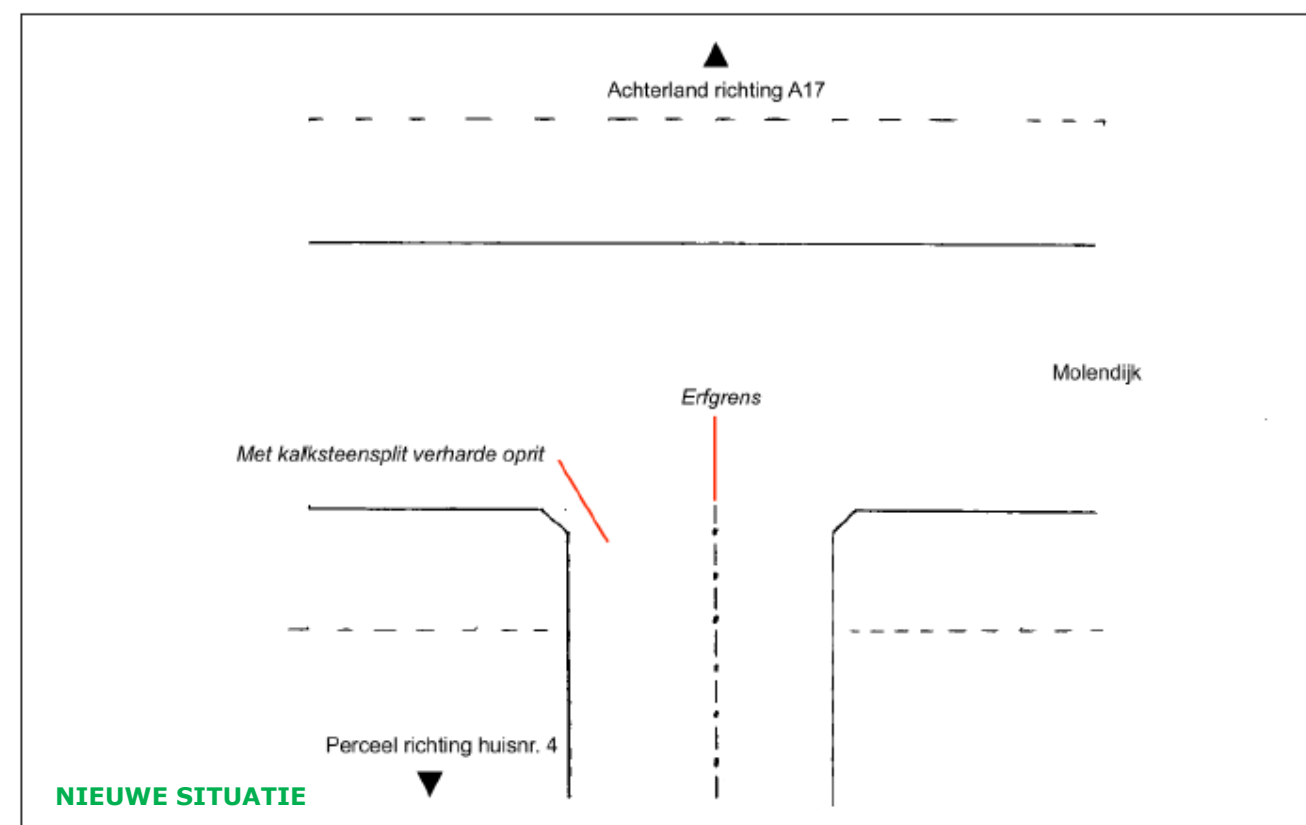 Achterland richting A17
Molendijk
Erfgrens
Met kalksteensplit verharde oprit
Perceel richting huisnr. 4
NIEUWE SITUATIE